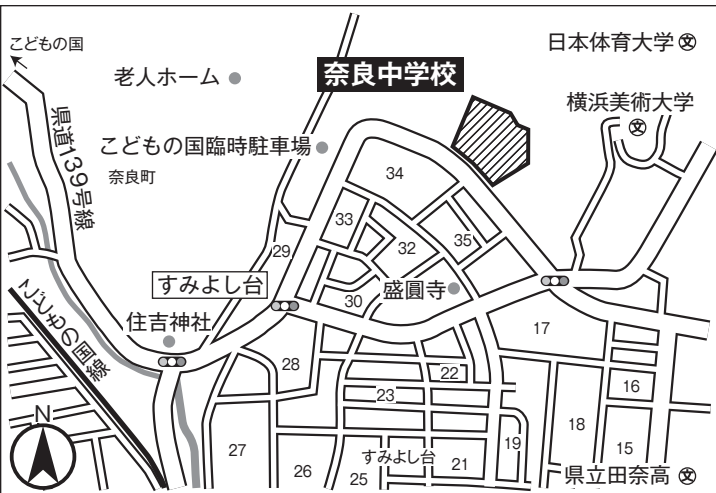 こどもの国
日本体育大学 文
老人ホーム
奈良中学校
横浜美術大学
文
県道139号線
こどもの国臨時駐車場
奈良町
34
33
32
35
29
すみよし台
盛圓寺
30
住吉神社
17
28
22
16
こどもの国線
23
N
18
27
19
15
すみよし台
26
25
21
県立田奈高 文